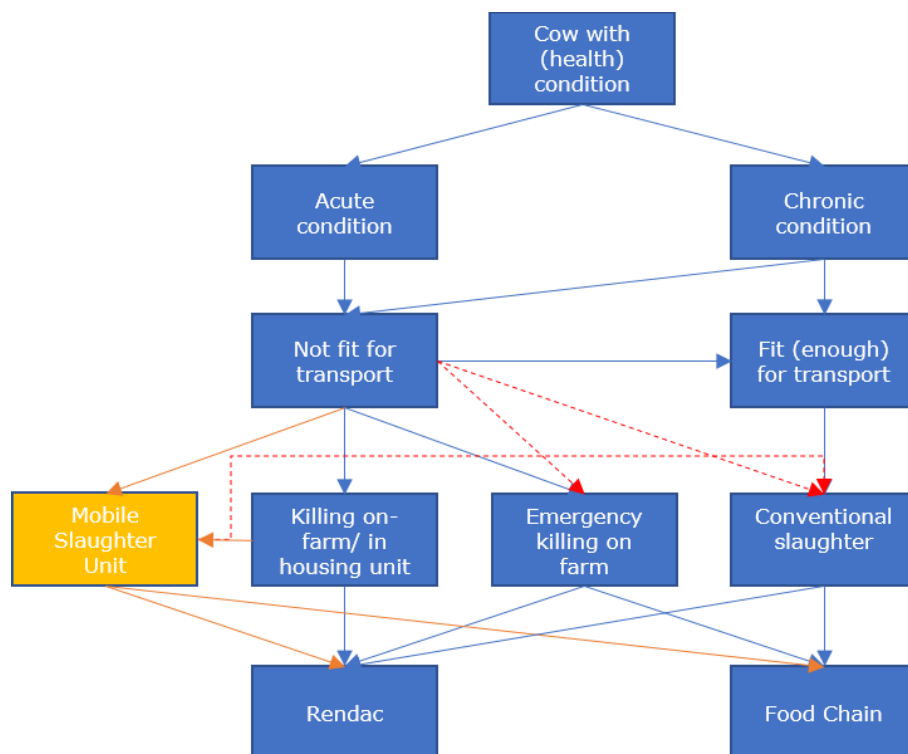 Cow with
(health)
condition
Acute
condition
Chronic
condition
Not fit for
transport
Fit (enough)
for transport
Mobile
Slaughter
Unit
Killing on-
farm/ in
housing unit
Emergency
killing on
farm
Conventional
slaughter
Rendac
Food Chain